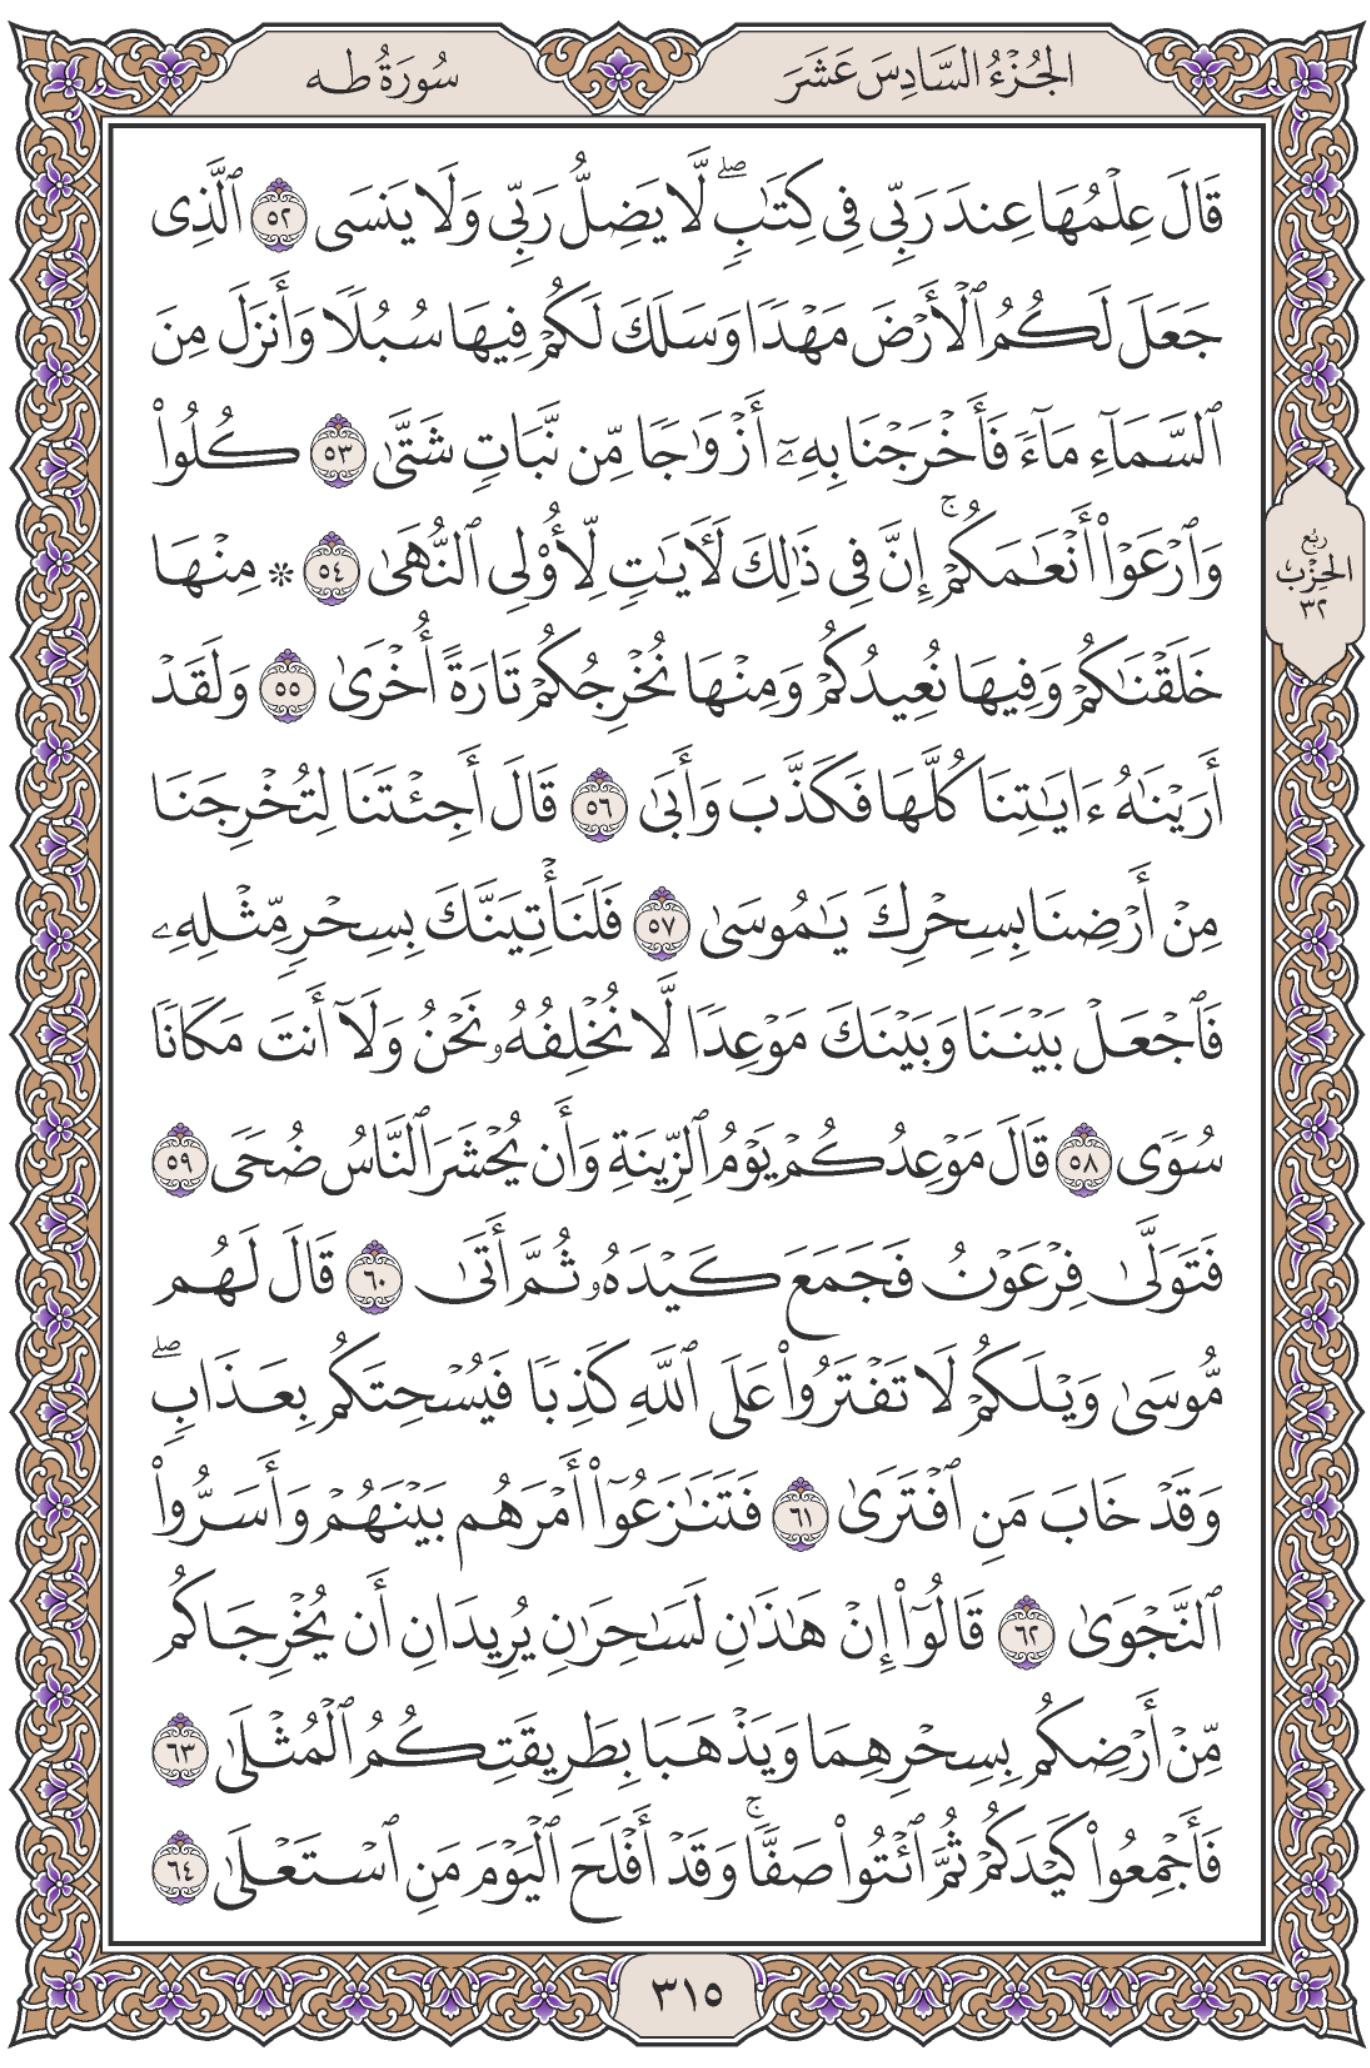 الجُزْءُ السَّادِسَ عَشَرَ
سُورَةُ طه
قَالَ عِلْمُهَا عِندَ رَبِّى فِى كِتَٰبٍۖ لَّا يَضِلُّ رَبِّى وَلَا يَنسَى ٥٢ ٱلَّذِى
جَعَلَ لَكُمُ ٱلْأَرْضَ مَهْدًا وَسَلَكَ لَكُمْ فِيهَا سُبُلًا وَأَنزَلَ مِنَ
ٱلسَّمَآءِ مَآءً فَأَخْرَجْنَا بِهِۦٓ أَزْوَٰجًا مِّن نَّبَاتٍ شَتَّىٰ ٥٣ كُلُوا۟
وَٱرْعَوْا۟ أَنْعَٰمَكُمْۚ إِنَّ فِى ذَٰلِكَ لَءَايَٰتٍ لِّأُو۟لِى ٱلنُّهَىٰ ٥٤ ۞ مِنْهَا
رُبع
الحِزْب
٣٢
خَلَقْنَٰكُمْ وَفِيهَا نُعِيدُكُمْ وَمِنْهَا نُخْرِجُكُمْ تَارَةً أُخْرَىٰ ٥٥ وَلَقَدْ
أَرَيْنَٰهُ ءَايَٰتِنَا كُلَّهَا فَكَذَّبَ وَأَبَىٰ ٥٦ قَالَ أَجِئْتَنَا لِتُخْرِجَنَا
مِنْ أَرْضِنَا بِسِحْرِكَ يَٰمُوسَىٰ ٥٧ فَلَنَأْتِيَنَّكَ بِسِحْرٍ مِّثْلِهِۦ
فَٱجْعَلْ بَيْنَنَا وَبَيْنَكَ مَوْعِدًا لَّا نُخْلِفُهُۥ نَحْنُ وَلَآ أَنتَ مَكَانًا
سُوًى ٥٨ قَالَ مَوْعِدُكُمْ يَوْمُ ٱلزِّينَةِ وَأَن يُحْشَرَ ٱلنَّاسُ ضُحًى ٥٩
فَتَوَلَّىٰ فِرْعَوْنُ فَجَمَعَ كَيْدَهُۥ ثُمَّ أَتَىٰ ٦٠ قَالَ لَهُم
مُّوسَىٰ وَيْلَكُمْ لَا تَفْتَرُوا۟ عَلَى ٱللَّهِ كَذِبًا فَيُسْحِتَكُم بِعَذَابٍۖ
وَقَدْ خَابَ مَنِ ٱفْتَرَىٰ ٦١ فَتَنَٰزَعُوٓا۟ أَمْرَهُم بَيْنَهُمْ وَأَسَرُّوا۟
ٱلنَّجْوَىٰ ٦٢ قَالُوٓا۟ إِنْ هَٰذَٰنِ لَسَٰحِرَٰنِ يُرِيدَانِ أَن يُخْرِجَاكُم
مِّنْ أَرْضِكُم بِسِحْرِهِمَا وَيَذْهَبَا بِطَرِيقَتِكُمُ ٱلْمُثْلَىٰ ٦٣
فَأَجْمِعُوا۟ كَيْدَكُمْ ثُمَّ ٱئْتُوا۟ صَفًّاۚ وَقَدْ أَفْلَحَ ٱلْيَوْمَ مَنِ ٱسْتَعْلَىٰ ٦٤
٣١٥